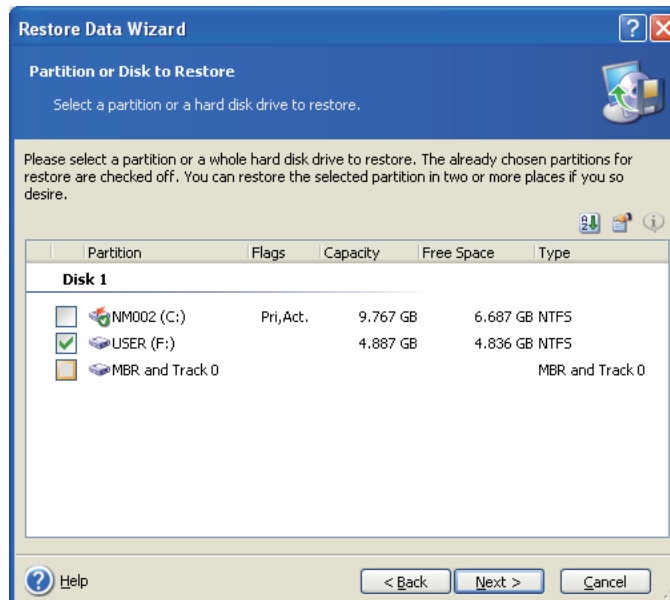 Restore Data Wizard
Partition or Disk to Restore
Select a partition or a hard disk drive to restore.
Please select a partition or a whole hard disk drive to restore. The already chosen partitions for
restore are checked off. You can restore the selected partition in two or more places if you so
desire.
Partition Flags Capacity Free Space Type
Disk 1
NM002 (C:) Pri,Act. 9.767 GB 6.687 GB NTFS
USER (F:) 4.887 GB 4.836 GB NTFS
MBR and Track 0 MBR and Track 0
Help < Back Next > Cancel